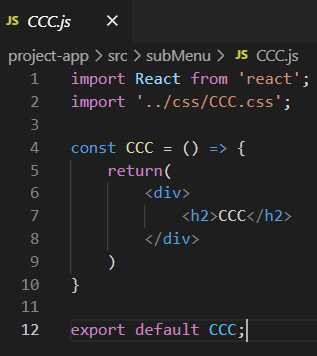 JS CCC.js ×
project-app > src > subMenu > JS CCC.js
1 import React from 'react';
2 import '../css/CCC.css';
3
4 const CCC = () => {
5 return(
6 <div>
7 <h2>CCC</h2>
8 </div>
9 )
10 }
11
12 export default CCC;